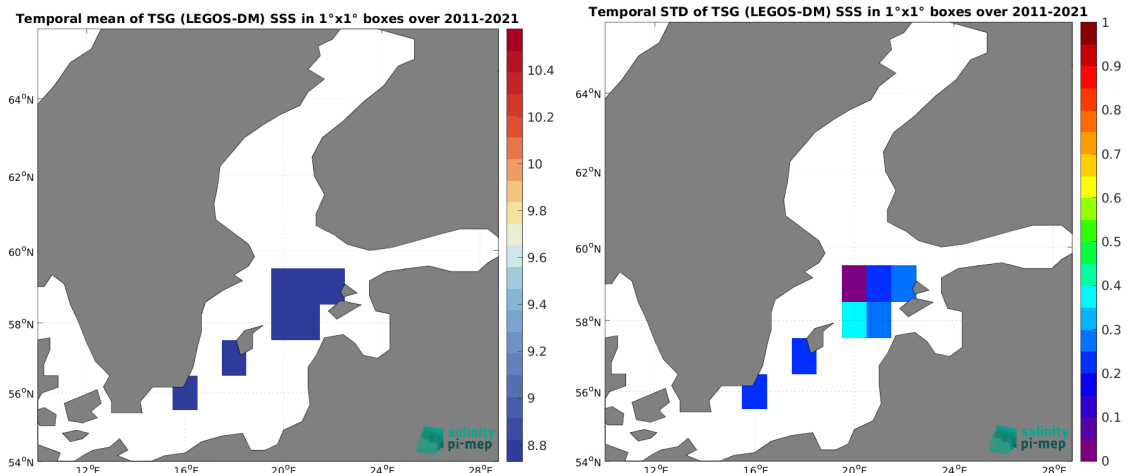 Temporal mean of TSG (LEGOS-DM) SSS in 1°x1° boxes over 2011-2021
64°N
62°N
60°N
58°N
56°N
54°N
12°E
16°E
20°E
24°E
28°E
10.4
10.2
10
9.8
9.6
9.4
9.2
9
8.8
salinity
pi-mep
Temporal STD of TSG (LEGOS-DM) SSS in 1°x1° boxes over 2011-2021
64°N
62°N
60°N
58°N
56°N
54°N
12°E
16°E
20°E
24°E
28°E
1
0.9
0.8
0.7
0.6
0.5
0.4
0.3
0.2
0.1
0
salinity
pi-mep